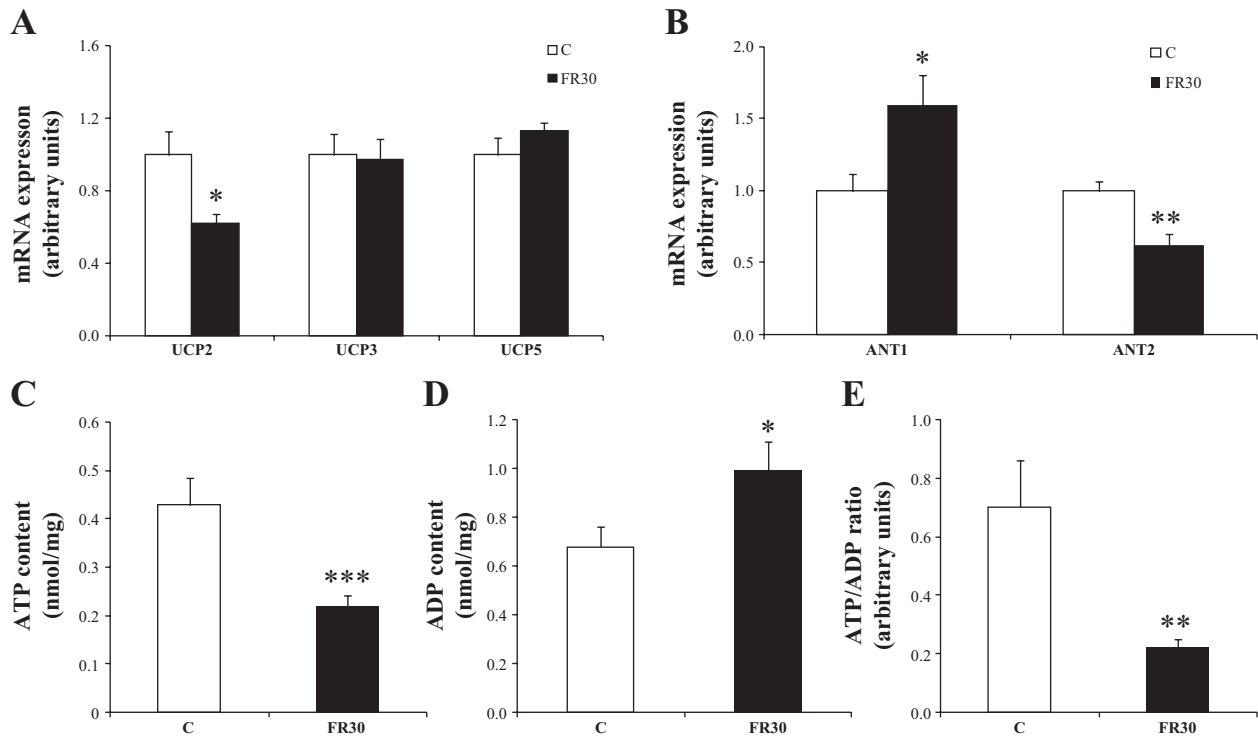 A
mRNA expresson
(arbitrary units)
1.6
1.2
1.0
0.8
0.4
0.0
C
FR30
*
UCP2
UCP3
UCP5
B
mRNA expression
(arbitrary units)
2.0
1.5
1.0
0.5
0.0
C
FR30
*
**
ANT1
ANT2
C
ATP content
(nmol/mg)
0.6
0.5
0.4
0.3
0.2
0.1
0
***
C
FR30
D
ADP content
(nmol/mg)
1.2
1.0
0.8
0.6
0.4
0.2
0.0
*
C
FR30
E
ATP/ADP ratio
(arbitrary units)
1.0
0.8
0.6
0.4
0.2
0.0
**
C
FR30